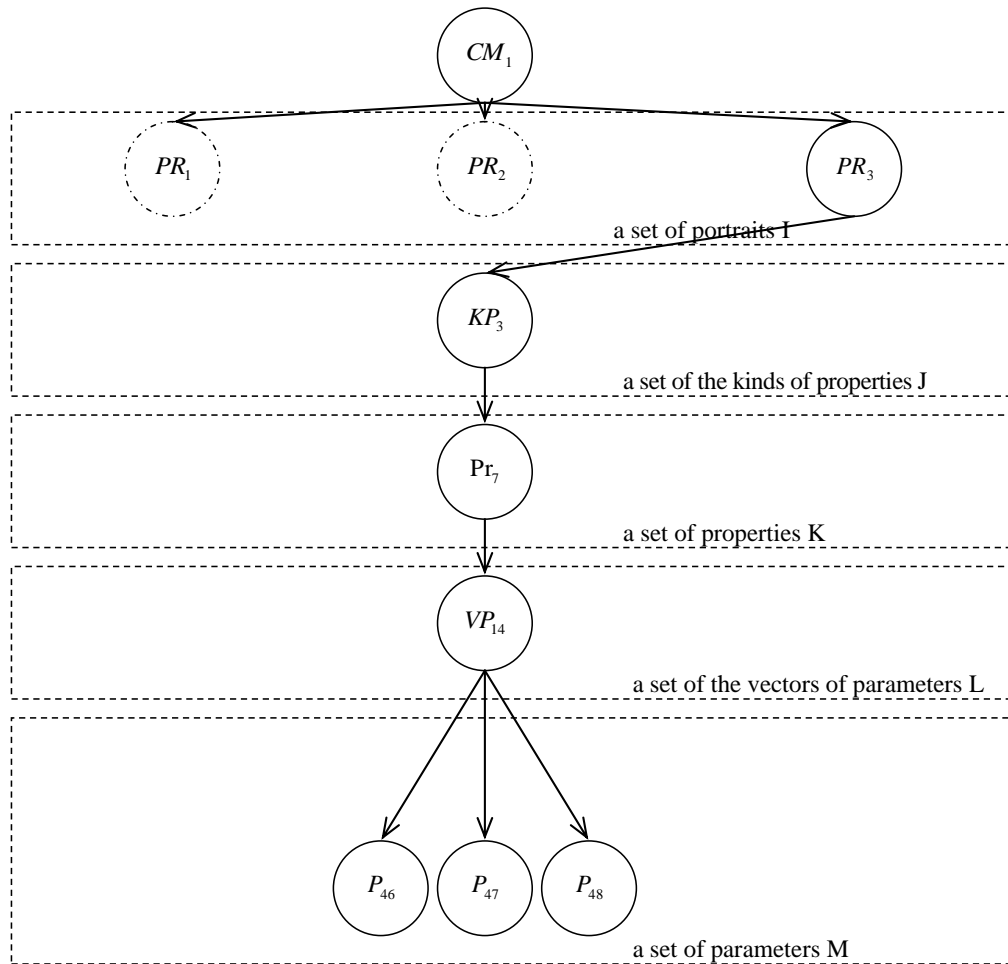 CM₁
PR₁ PR₂ PR₃
a set of portraits I
KP₃
a set of the kinds of properties J
Pr₇
a set of properties K
VP₁₄
a set of the vectors of parameters L
P₄₆ P₄₇ P₄₈
a set of parameters M